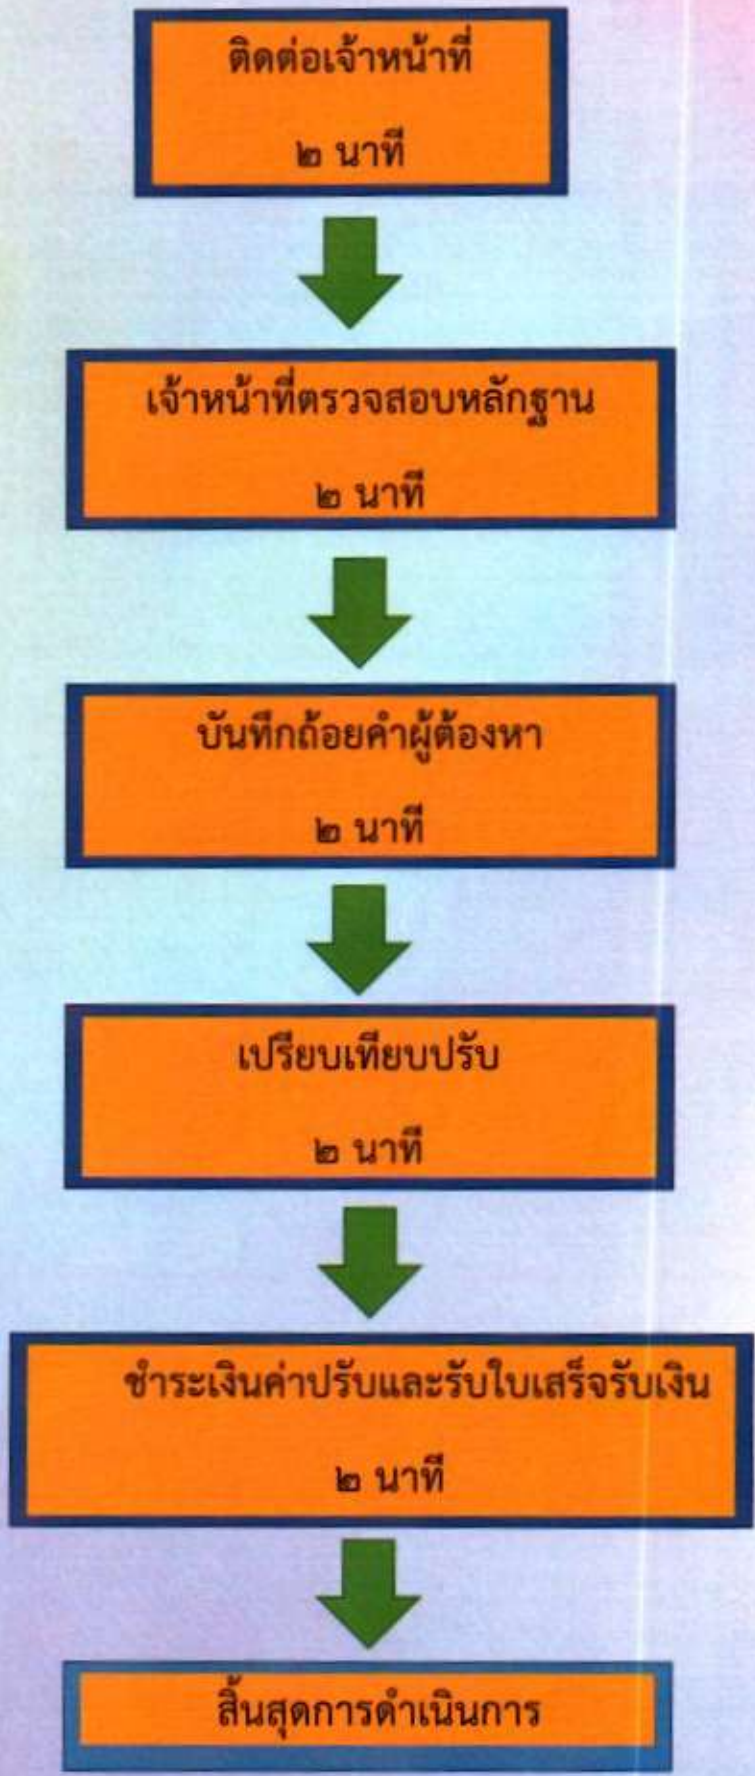 ติดต่อเจ้าหน้าที่
๒ นาที
เจ้าหน้าที่ตรวจสอบหลักฐาน
๒ นาที
บันทึกถ้อยคำผู้ต้องหา
๒ นาที
เปรียบเทียบปรับ
๒ นาที
ชำระเงินค่าปรับและรับใบเสร็จรับเงิน
๒ นาที
สิ้นสุดการดำเนินการ